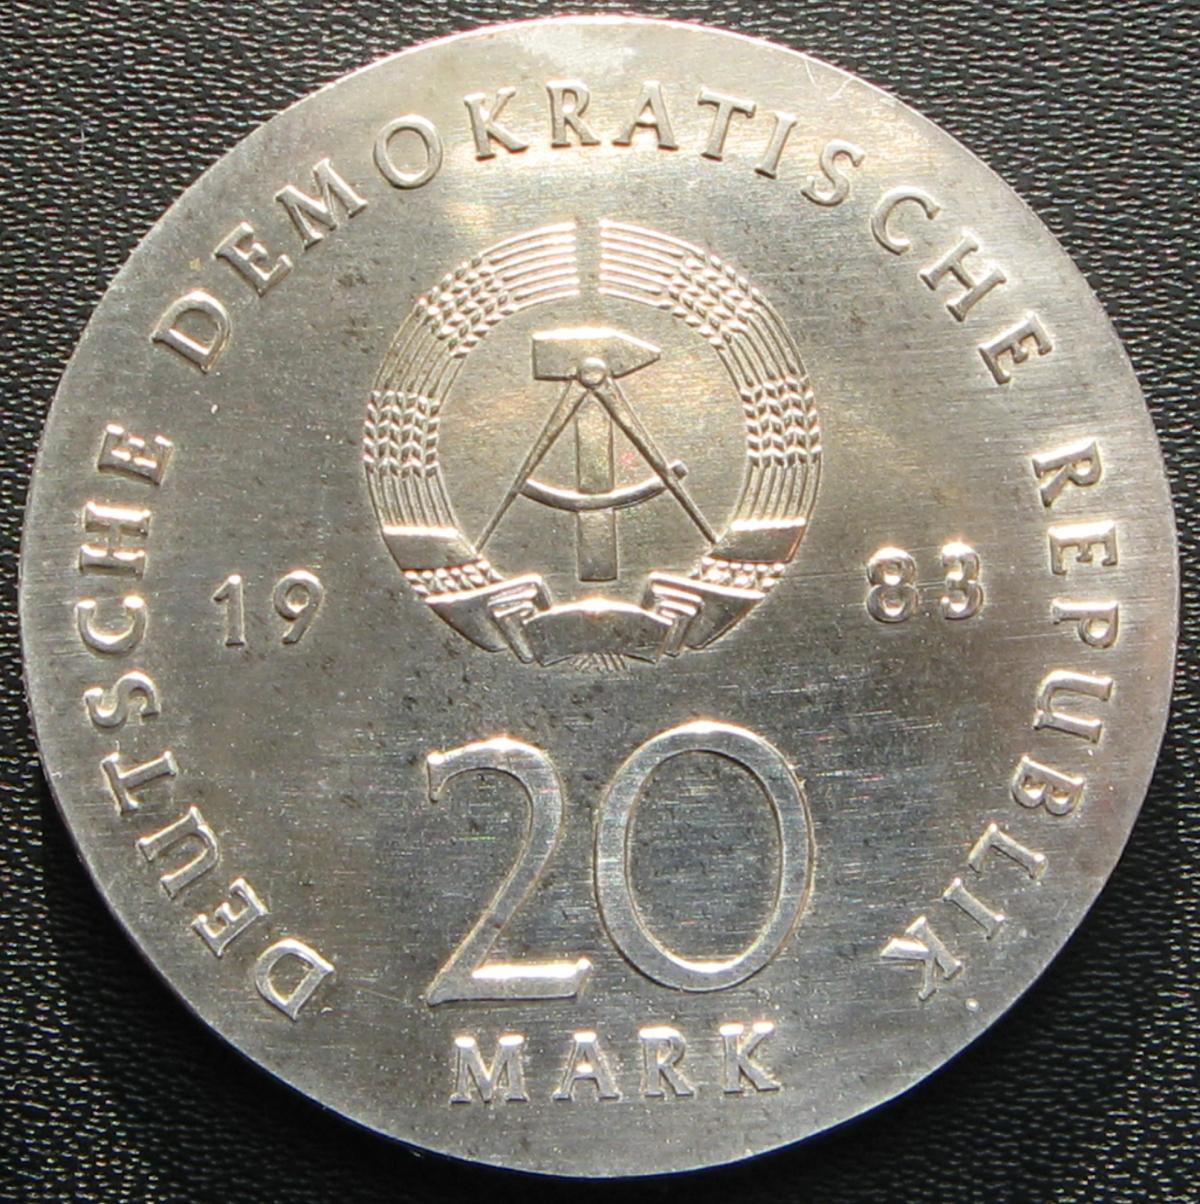 DEUTSCHE DEMOKRATISCHE REPUBLIK
19 83
20
MARK